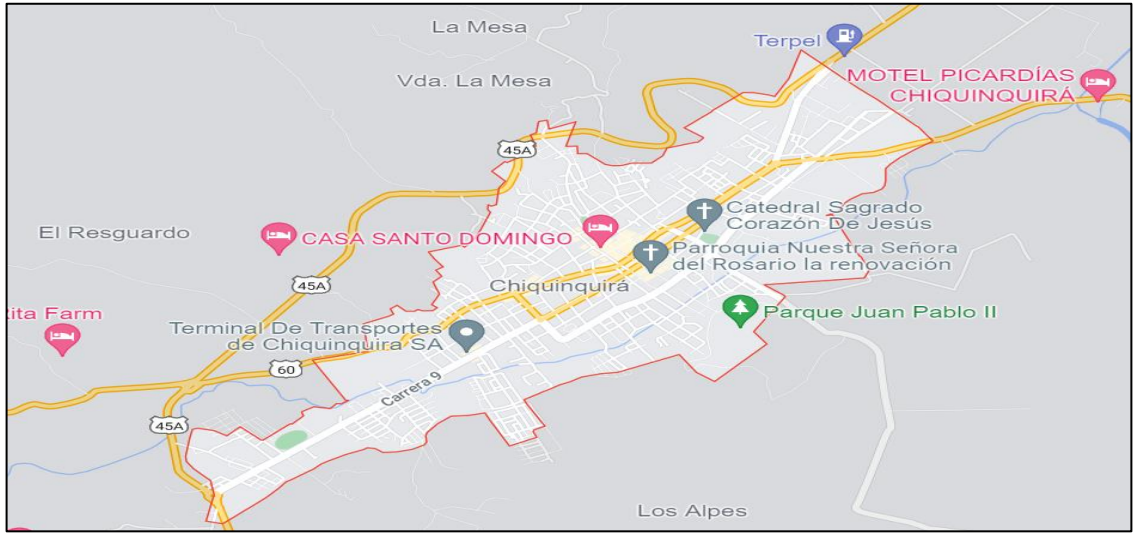 La Mesa
Terpel
Vda. La Mesa
MOTEL PICARDÍAS
CHIQUINQUIRÁ
45A
Catedral Sagrado
Corazón De Jesús
El Resguardo
CASA SANTO DOMINGO
Parroquia Nuestra Señora
del Rosario la renovación
45A
Chiquinquirá
ita Farm
Parque Juan Pablo II
Terminal De Transportes
de Chiquinquira SA
60
Carrera 9
45A
Los Alpes